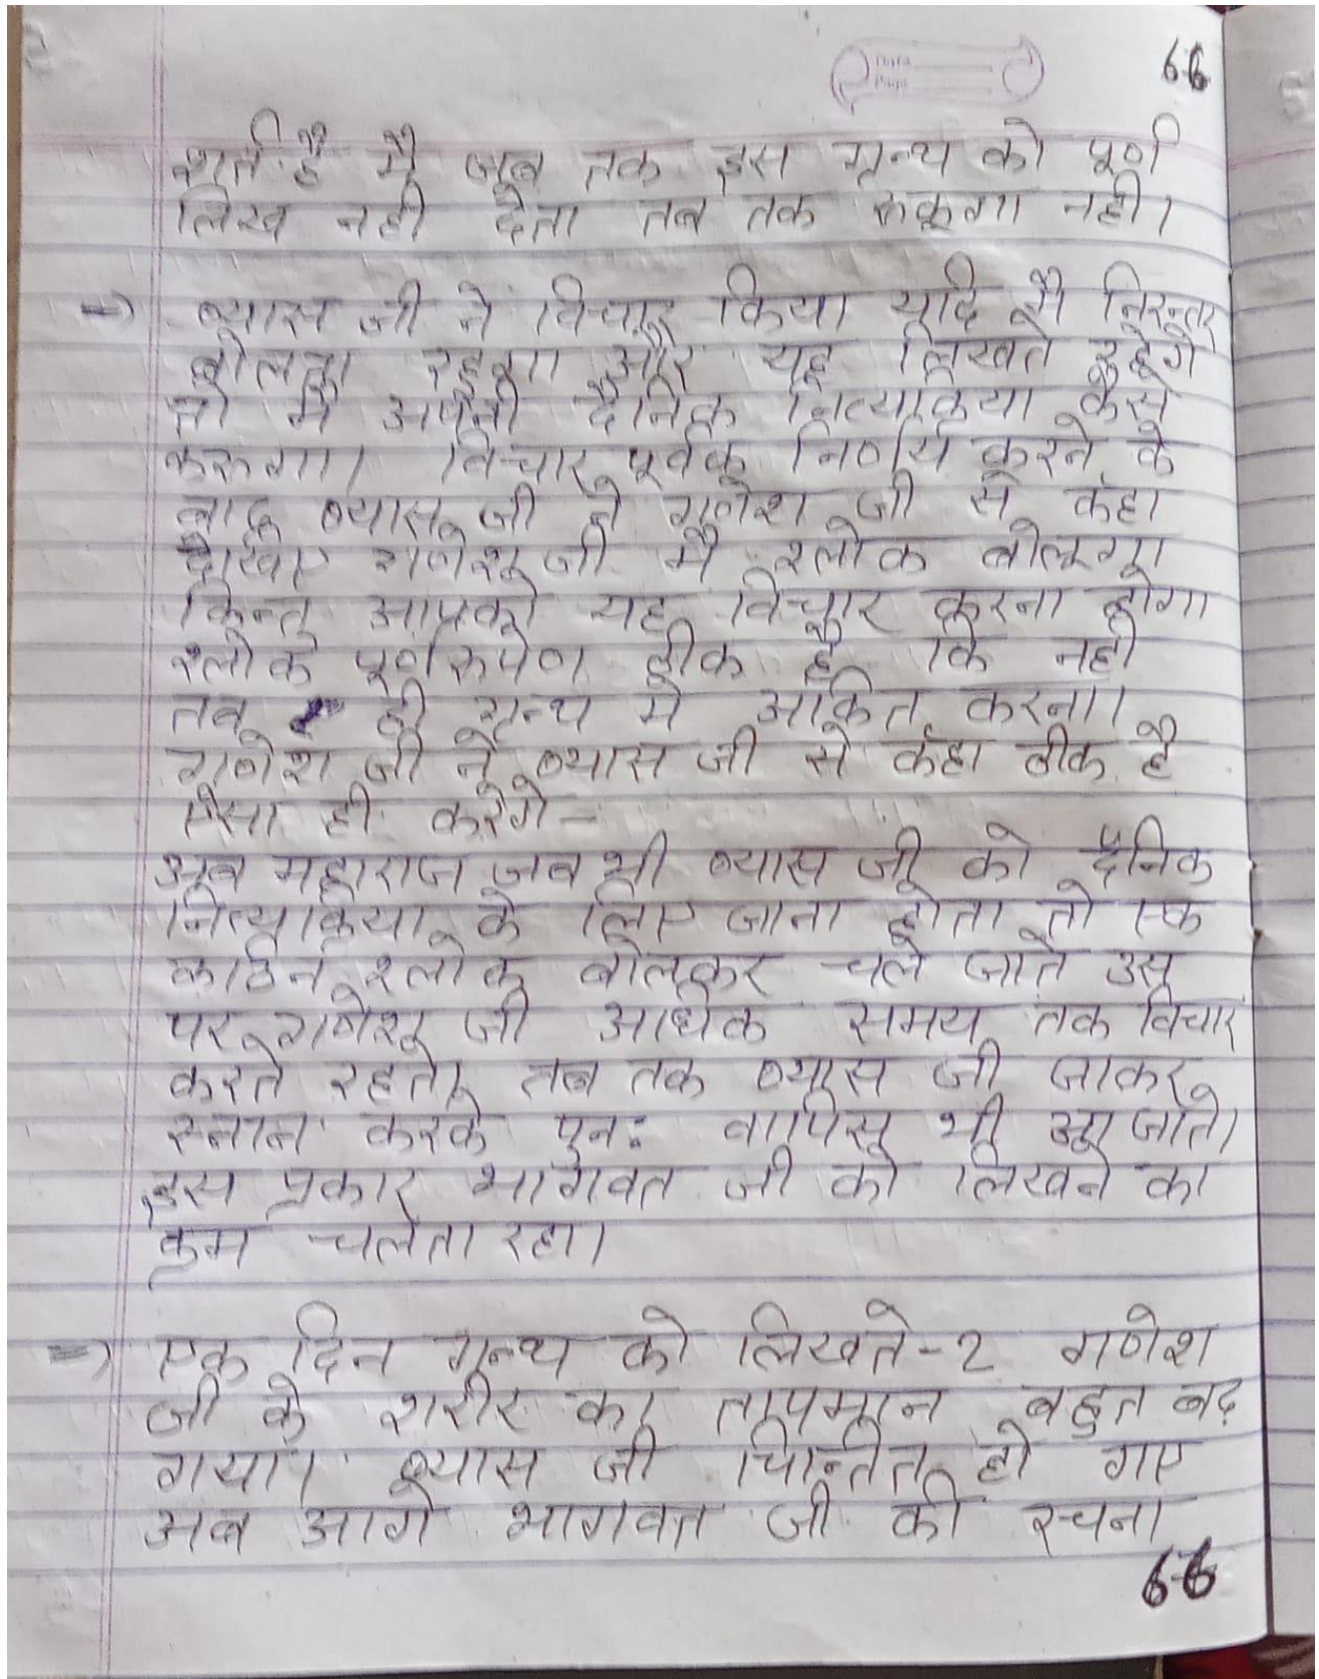 66
Date
Page
शर्त है मै जब तक इस ग्रन्थ को पूर्ण
लिख नही देता तब तक रुकूगा नही।
=> व्यास जी ने विचार किया यदि मै निरन्तर
बोलता रहूगा और यह लिखते रहेगे
तो मै अपनी दैनिक नित्यक्रिया कैसे
करुगा। विचार पूर्वक निर्णय करने के
बाद व्यास जी ने गणेश जी से कहा
देखिए गणेश जी मै श्लोक बोलूगा
किन्तु आपको यह विचार करना होगा
श्लोक पूर्णरुपेण ठीक है कि नही
तब ही ग्रन्थ मे अंकित करना।
गणेश जी ने व्यास जी से कहा ठीक है
ऐसा ही करेगे -
अब महाराज जब भी व्यास जी को दैनिक
नित्यक्रिया के लिए जाना होता तो एक
कठिन श्लोक बोलकर चले जाते उस
पर गणेश जी अधिक समय तक विचार
करते रहते। तब तक व्यास जी जाकर
स्नान करके पुनः वापिस भी आ जाते।
इस प्रकार भागवत जी को लिखने का
क्रम चलता रहा।
=> एक दिन ग्रन्थ को लिखते-2 गणेश
जी के शरीर का तापमान बहुत बढ़
गया। व्यास जी चिन्तित हो गए
अब आगे भागवत जी की रचना
66